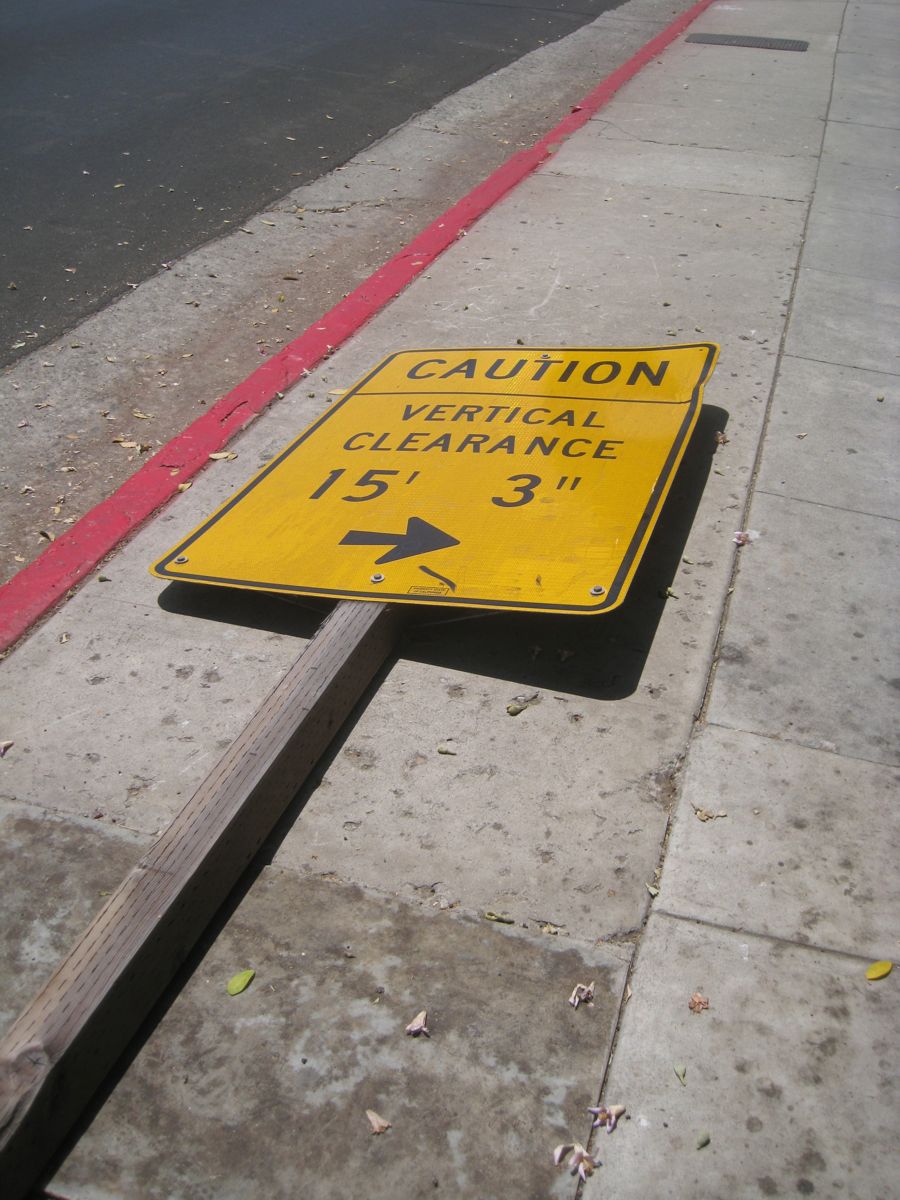 CAUTION
VERTICAL
CLEARANCE
15' 3"